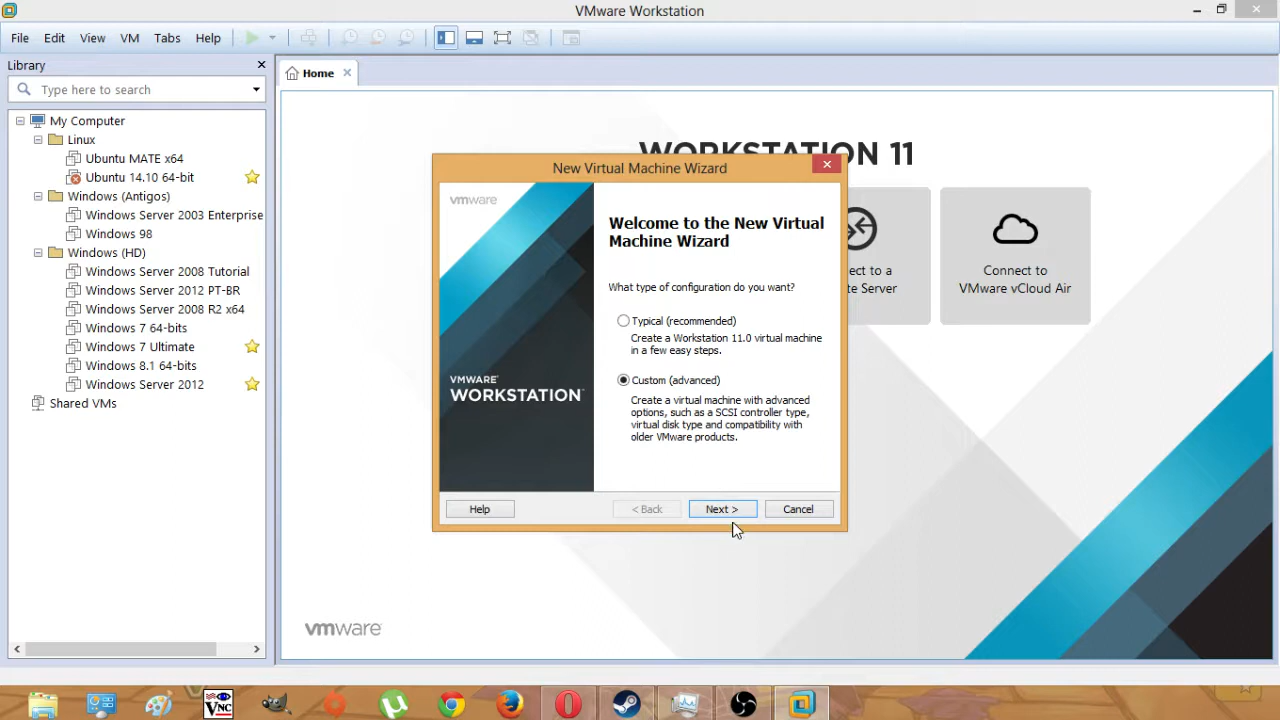 VMware Workstation
File Edit View VM Tabs Help
Library
Type here to search
My Computer
Linux
Ubuntu MATE x64
Ubuntu 14.10 64-bit
Windows (Antigos)
Windows Server 2003 Enterprise
Windows 98
Windows (HD)
Windows Server 2008 Tutorial
Windows Server 2012 PT-BR
Windows Server 2008 R2 x64
Windows 7 64-bits
Windows 7 Ultimate
Windows 8.1 64-bits
Windows Server 2012
Shared VMs
Home
WORKSTATION 11
ect to a
te Server
Connect to
VMware vCloud Air
New Virtual Machine Wizard
vmware
VMWARE
WORKSTATION
Welcome to the New Virtual
Machine Wizard
What type of configuration do you want?
Typical (recommended)
Create a Workstation 11.0 virtual machine
in a few easy steps.
Custom (advanced)
Create a virtual machine with advanced
options, such as a SCSI controller type,
virtual disk type and compatibility with
older VMware products.
Help
< Back
Next >
Cancel
vmware
VNC